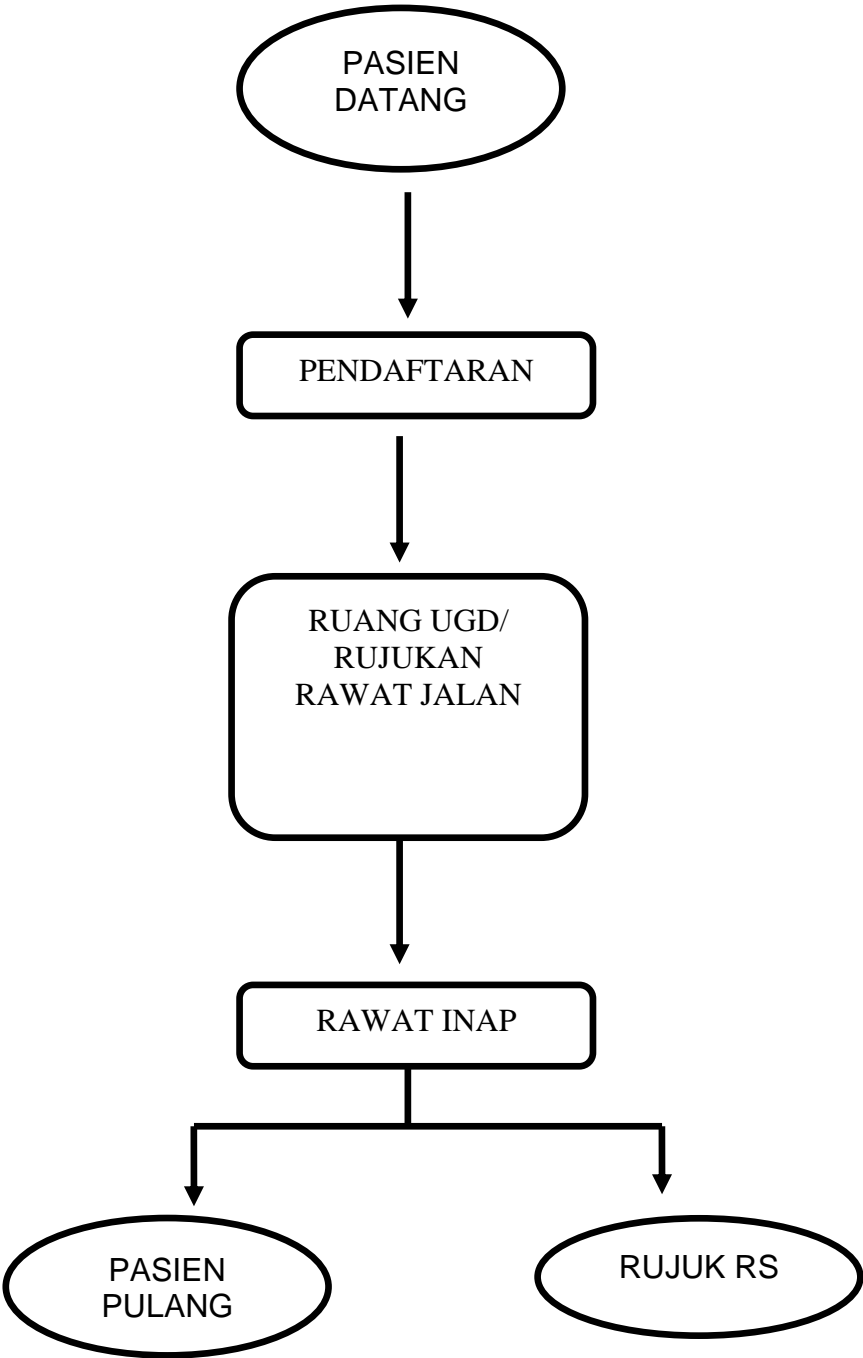 PASIEN
DATANG
PENDAFTARAN
RUANG UGD/
RUJUKAN
RAWAT JALAN
RAWAT INAP
PASIEN
PULANG
RUJUK RS